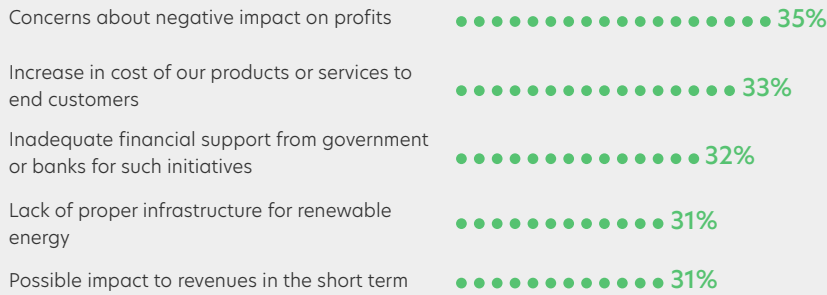 Concerns about negative impact on profits 35%
Increase in cost of our products or services to
end customers 33%
Inadequate financial support from government
or banks for such initiatives 32%
Lack of proper infrastructure for renewable
energy 31%
Possible impact to revenues in the short term 31%